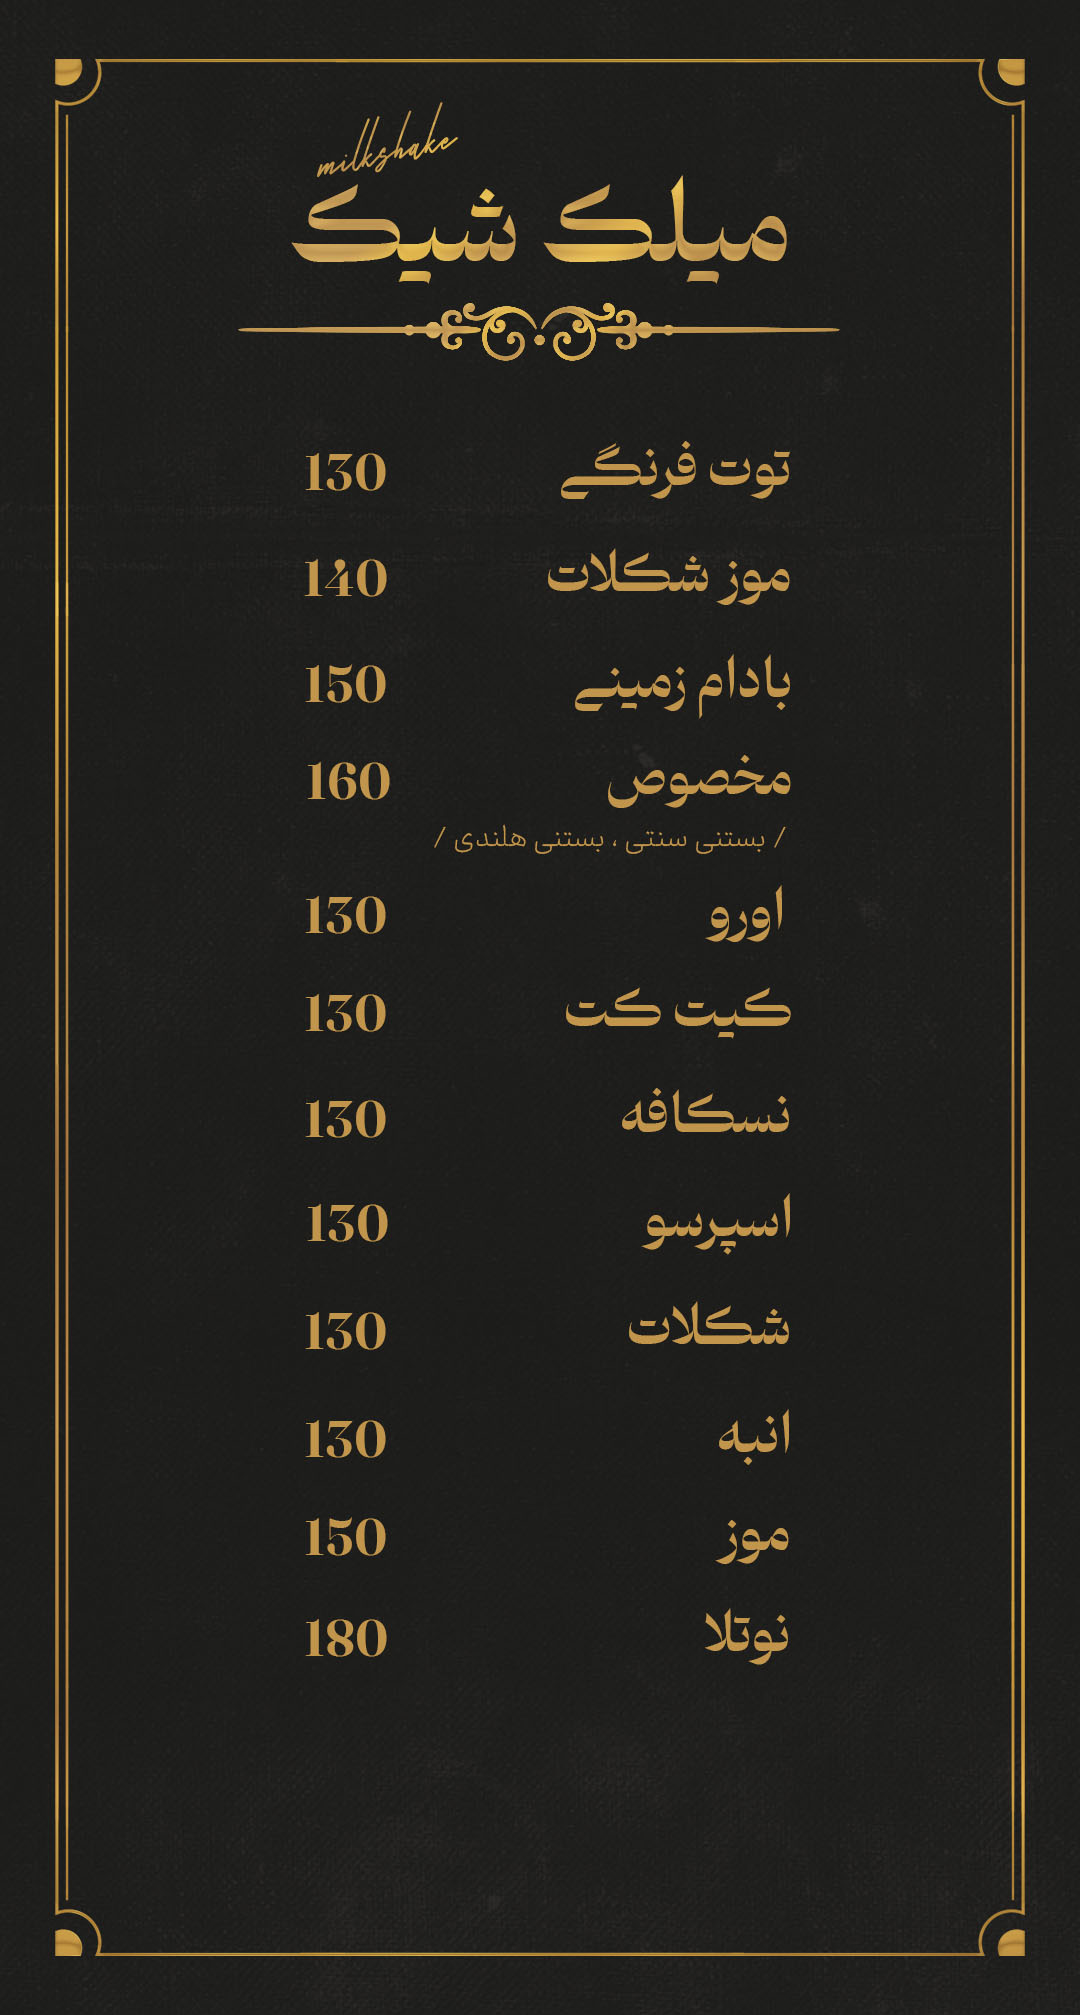 milkshake
میلک شیک
توت فرنگی 130
موز شکلات 140
بادام زمینی 150
مخصوص 160
/ بستنی سنتی ، بستنی هلندی /
اورو 130
کیت کت 130
نسکافه 130
اسپرسو 130
شکلات 130
انبه 130
موز 150
نوتلا 180